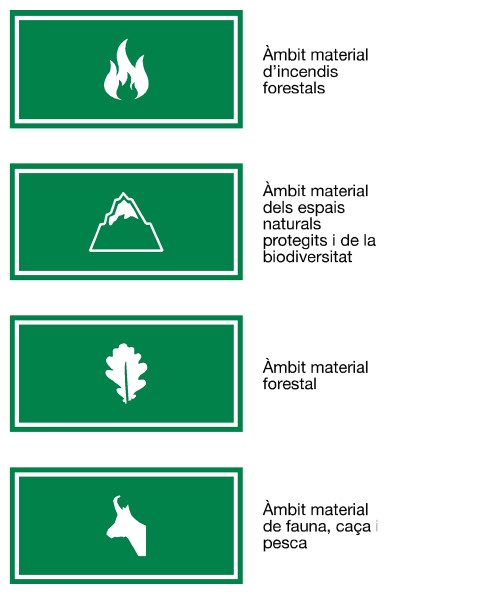 Àmbit material
d’incendis
forestals
Àmbit material
dels espais
naturals
protegits i de la
biodiversitat
Àmbit material
forestal
Àmbit material
de fauna, caça i
pesca